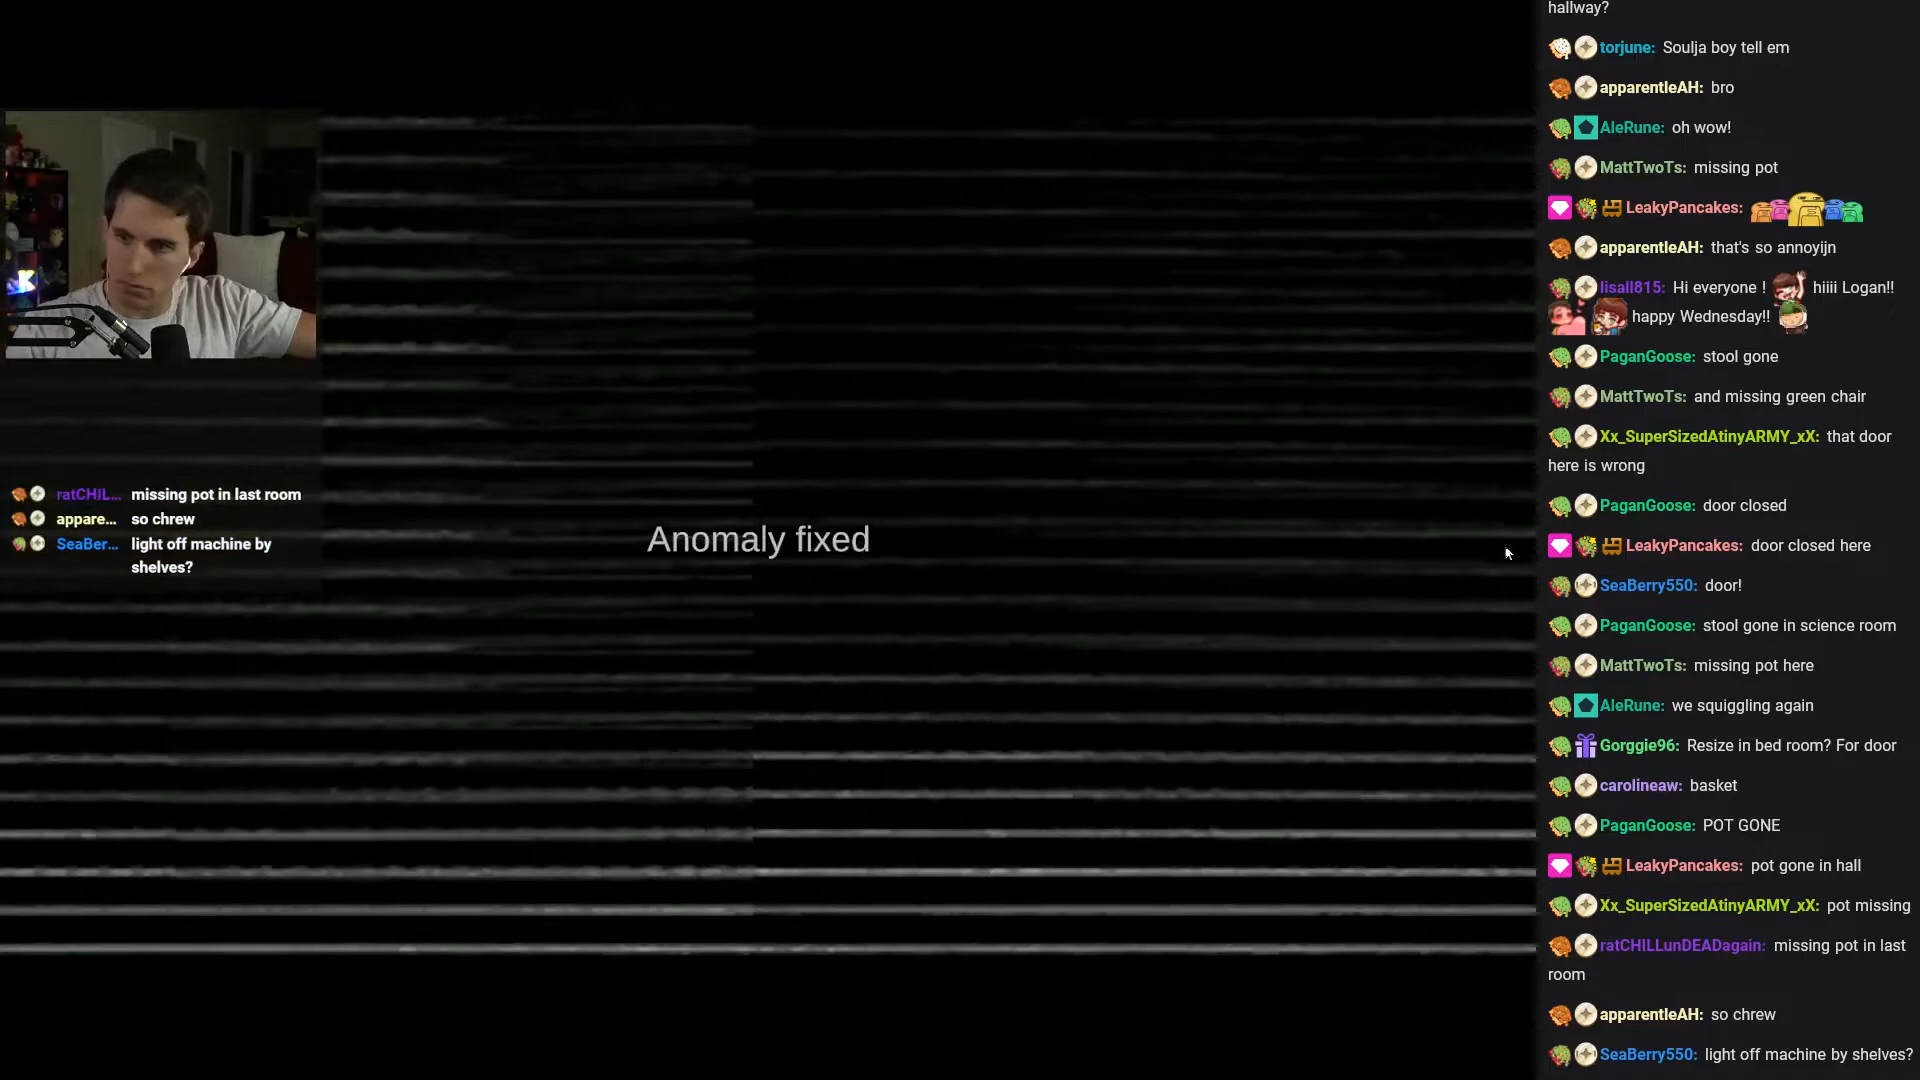 ratCHIL... missing pot in last room
appare... so chrew
SeaBer... light off machine by
shelves?
Anomaly fixed
hallway?
torjune: Soulja boy tell em
apparentleAH: bro
AleRune: oh wow!
MattTwoTs: missing pot
LeakyPancakes:
apparentleAH: that's so annoyijn
lisall815: Hi everyone ! hiiii Logan!!
happy Wednesday!!
PaganGoose: stool gone
MattTwoTs: and missing green chair
Xx_SuperSizedAtinyARMY_xX: that door
here is wrong
PaganGoose: door closed
LeakyPancakes: door closed here
SeaBerry550: door!
PaganGoose: stool gone in science room
MattTwoTs: missing pot here
AleRune: we squiggling again
Gorggie96: Resize in bed room? For door
carolineaw: basket
PaganGoose: POT GONE
LeakyPancakes: pot gone in hall
Xx_SuperSizedAtinyARMY_xX: pot missing
ratCHILLunDEADagain: missing pot in last
room
apparentleAH: so chrew
SeaBerry550: light off machine by shelves?